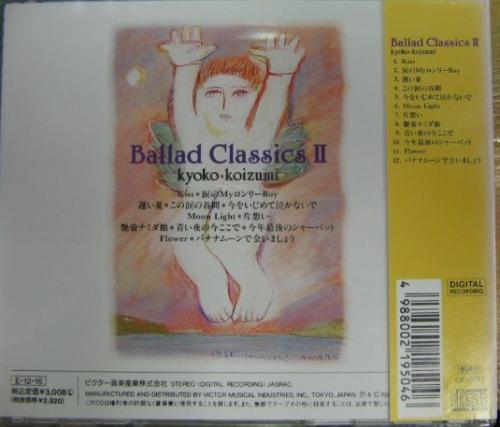 Ballad Classics II
kyoko・koizumi
Kiss * 涙のMyロンリーBoy
遅い夏 * この涙の谷間 * 今をいじめて泣かないで
Moon Light * 片想い
艶姿ナミダ娘 * 青い夜の今ここで * 今年最後のシャーベット
Flower * バナナムーンで会いましょう
E-12-16
税込定価¥3,008
(税抜価格¥2,920)
ビクター音楽産業株式会社 STEREO (DIGITAL RECORDING) JASRAC
MANUFACTURED AND DISTRIBUTED BY VICTOR MUSICAL INDUSTRIES, INC., TOKYO, JAPAN.
Ballad Classics II
kyoko・koizumi
1. Kiss
2. 涙のMyロンリーBoy
3. 遅い夏
4. この涙の谷間
5. 今をいじめて泣かないで
6. Moon Light
7. 片想い
8. 艶姿ナミダ娘
9. 青い夜の今ここで
10. 今年最後のシャーベット
11. Flower
12. バナナムーンで会いましょう
DIGITAL
RECORDING
4 988002 195046